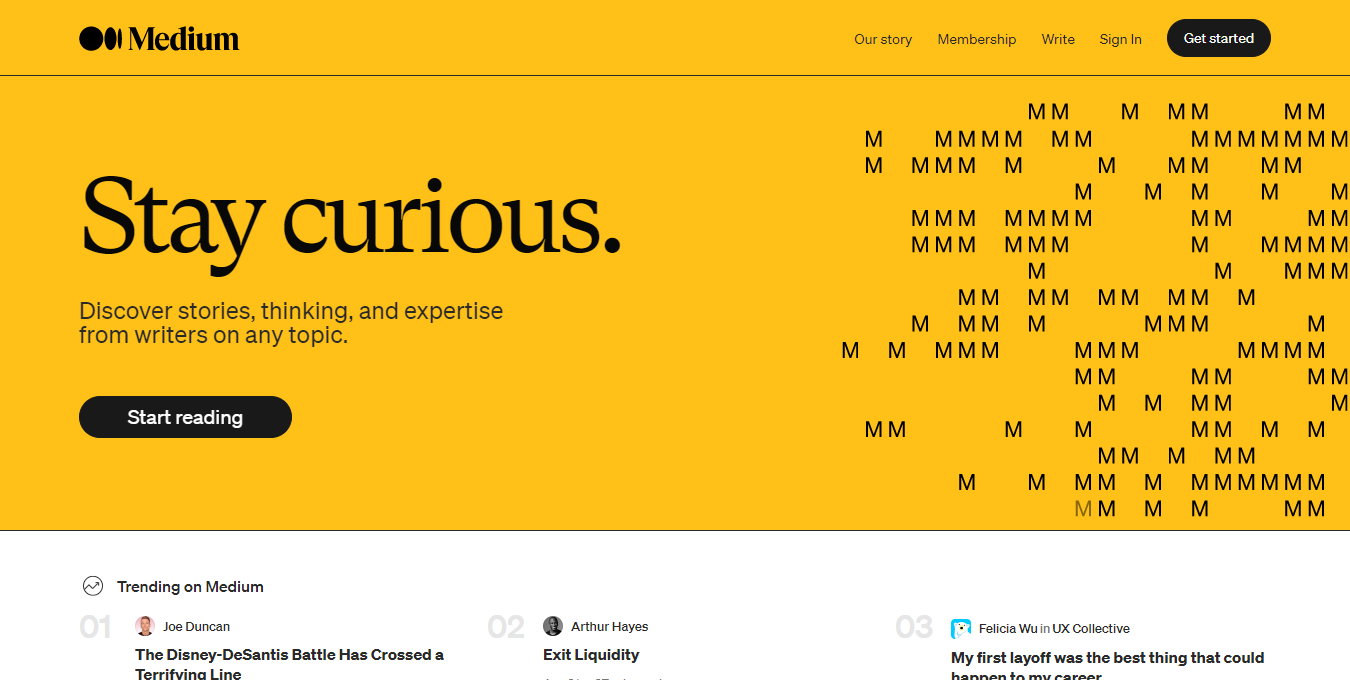 Medium
Our story Membership Write Sign In Get started
Stay curious.
Discover stories, thinking, and expertise
from writers on any topic.
Start reading
M M M M M M M
M M M M M M M M M M M M M M
M M M M M M M M M M
M M M M M
M M M M M M M M M M M
M M M M M M M M M M M
M M M M M
M M M M M M M M M
M M M M M M M M
M M M M M M M M M M M M
M M M M M M
M M M M M
M M M M M M M M
M M M M M
M M M M M M M M M M M
M M M M M M
Trending on Medium
01 Joe Duncan
The Disney-DeSantis Battle Has Crossed a
Terrifying Line
02 Arthur Hayes
Exit Liquidity
03 Felicia Wu in UX Collective
My first layoff was the best thing that could
happen to my career